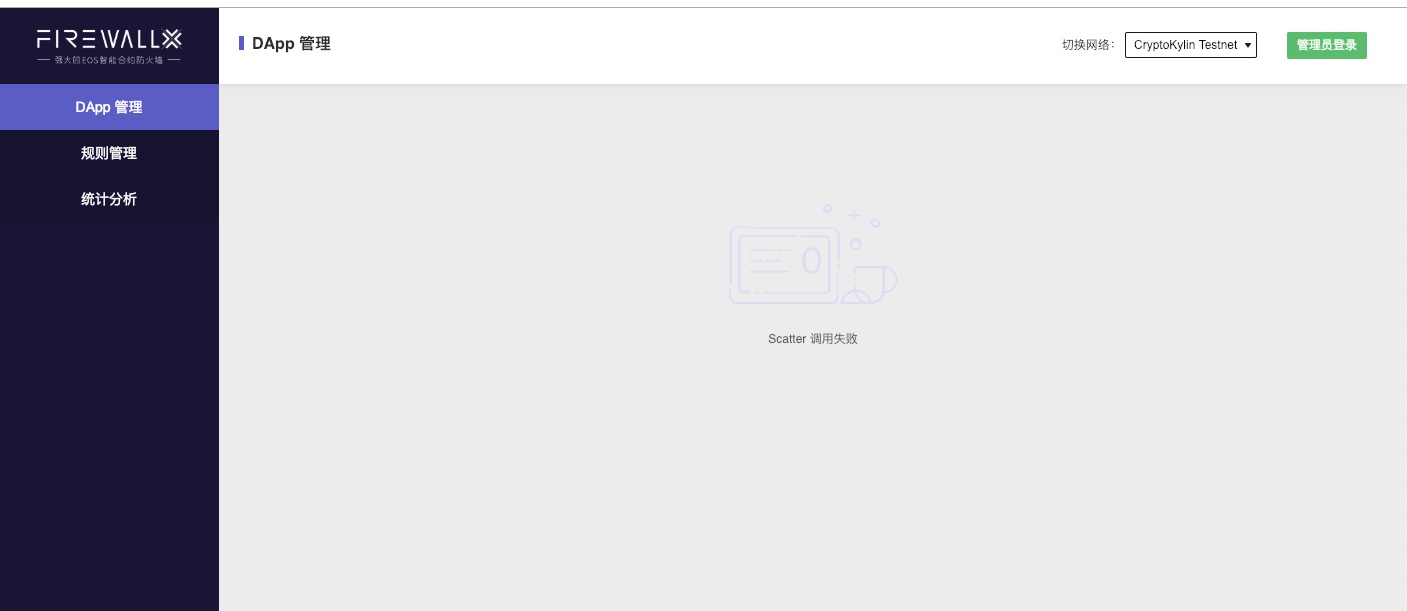 FIREWALLX
强大的EOS智能合约防火墙
DApp 管理
切换网络：
CryptoKylin Testnet
管理员登录
DApp 管理
规则管理
统计分析
0
Scatter 调用失败